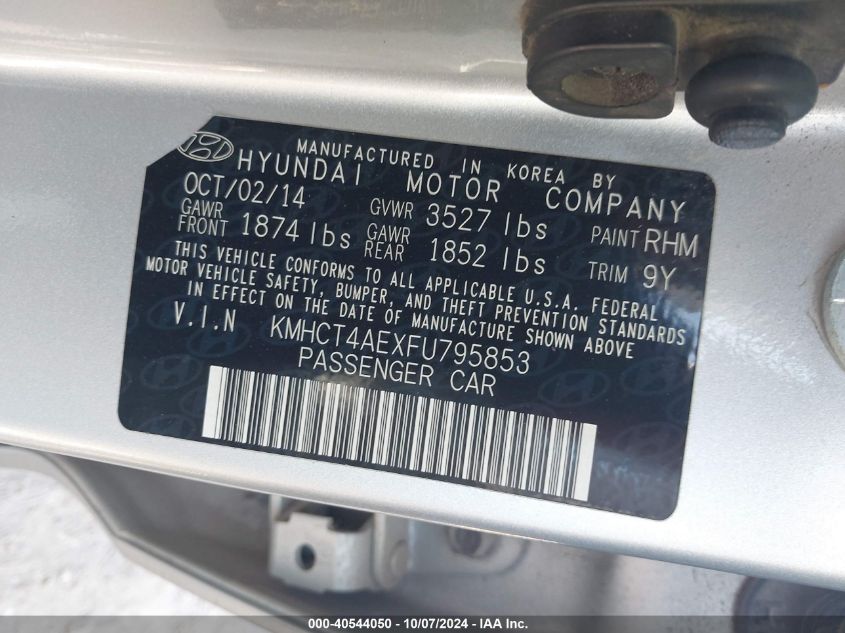 MANUFACTURED IN KOREA BY
HYUNDAI MOTOR COMPANY
OCT/02/14 GVWR 3527 lbs PAINT RHM
GAWR FRONT 1874 lbs GAWR REAR 1852 lbs TRIM 9Y
THIS VEHICLE CONFORMS TO ALL APPLICABLE U.S.A. FEDERAL
MOTOR VEHICLE SAFETY, BUMPER, AND THEFT PREVENTION STANDARDS
IN EFFECT ON THE DATE OF MANUFACTURE SHOWN ABOVE
V.I.N KMHCT4AEXFU795853
PASSENGER CAR
000-40544050 - 10/07/2024 - IAA Inc.